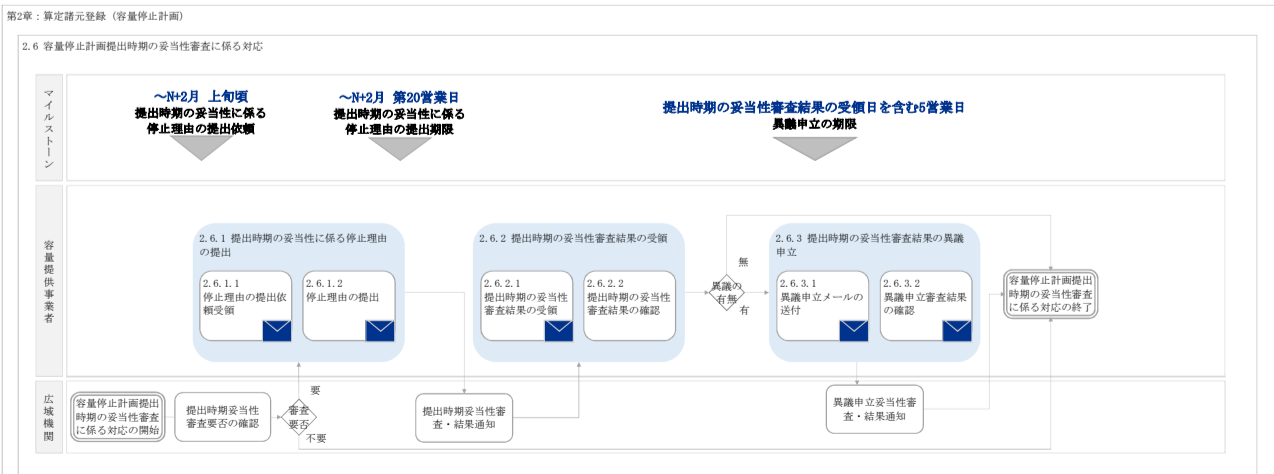 第2章：算定諸元登録（容量停止計画）
2.6 容量停止計画提出時期の妥当性審査に係る対応
マイルストーン
～N+2月 上旬頃
提出時期の妥当性に係る
停止理由の提出依頼
～N+2月 第20営業日
提出時期の妥当性に係る
停止理由の提出期限
提出時期の妥当性審査結果の受領日を含む5営業日
異議申立の期限
容量提供事業者
2.6.1 提出時期の妥当性に係る停止理由
の提出
2.6.1.1
停止理由の提出依
頼受領
2.6.1.2
停止理由の提出
2.6.2 提出時期の妥当性審査結果の受領
2.6.2.1
提出時期の妥当性
審査結果の受領
2.6.2.2
提出時期の妥当性
審査結果の確認
異議の
有無
無
有
2.6.3 提出時期の妥当性審査結果の異議
申立
2.6.3.1
異議申立メールの
送付
2.6.3.2
異議申立審査結果
の確認
容量停止計画提出
時期の妥当性審査
に係る対応の終了
広域機関
容量停止計画提出
時期の妥当性審査
に係る対応の開始
提出時期妥当性
審査要否の確認
審査
要否
要
不要
提出時期妥当性審
査・結果通知
異議申立妥当性審
査・結果通知